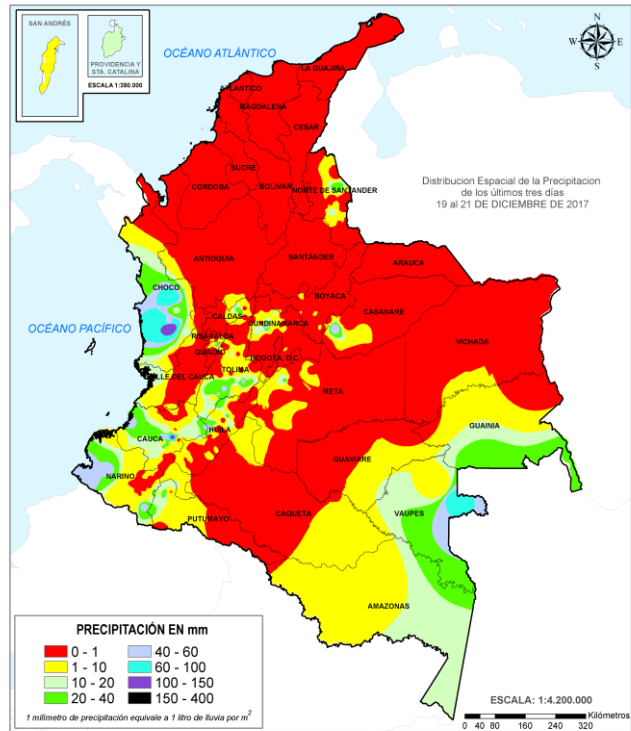 SAN ANDRÉS
PROVIDENCIA Y
STA. CATALINA
ESCALA 1:350.000
OCÉANO ATLÁNTICO
N
W E
S
LA GUAJIRA
ATLANTICO
MAGDALENA
CESAR
SUCRE
CORDOBA
BOLIVAR
NORTE DE SANTANDER
Distribucion Espacial de la Precipitacion
de los últimos tres días
19 al 21 DE DICIEMBRE DE 2017
ANTIOQUIA
SANTANDER
ARAUCA
CHOCO
BOYACA
CASANARE
OCÉANO PACÍFICO
CALDAS
CUNDINAMARCA
RISARALDA
VICHADA
QUINDIO
BOGOTA, D.C
TOLIMA
VALLE DEL CAUCA
META
GUAINIA
CAUCA
HUILA
GUAVIARE
NARIÑO
VAUPES
CAQUETA
PUTUMAYO
AMAZONAS
PRECIPITACIÓN EN mm
0 - 1 40 - 60
1 - 10 60 - 100
10 - 20 100 - 150
20 - 40 150 - 400
1 milimetro de precipitación equivale a 1 litro de lluvia por m²
ESCALA: 1:4.200.000
Kilómetros
0 40 80 160 240 320